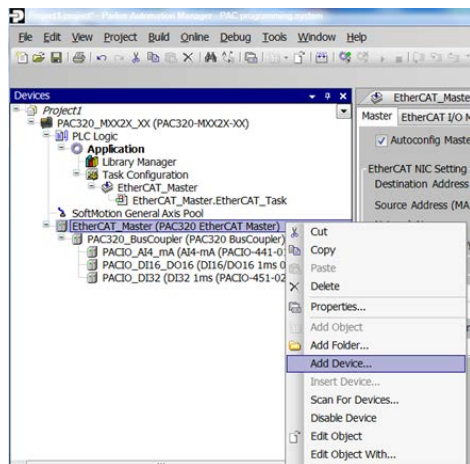 Project1.project* - Parker Automation Manager - PAC programming system
File Edit View Project Build Online Debug Tools Window Help
Devices
Project1
PAC320_MXX2X_XX (PAC320-MXX2X-XX)
PLC Logic
Application
Library Manager
Task Configuration
EtherCAT_Master
EtherCAT_Master.EtherCAT_Task
SoftMotion General Axis Pool
EtherCAT_Master (PAC320 EtherCAT Master)
PAC320_BusCoupler (PAC320 BusCoupler)
PACIO_AI4_mA (AI4-mA (PACIO-441-0
PACIO_DI16_DO16 (DI16/DO16 1ms 0
PACIO_DI32 (DI32 1ms (PACIO-451-02
EtherCAT_Maste
Master EtherCAT I/O M
Autoconfig Maste
EtherCAT NIC Setting
Destination Address
Source Address (MA
Cut
Copy
Paste
Delete
Properties...
Add Object
Add Folder...
Add Device...
Insert Device...
Scan For Devices...
Disable Device
Edit Object
Edit Object With...